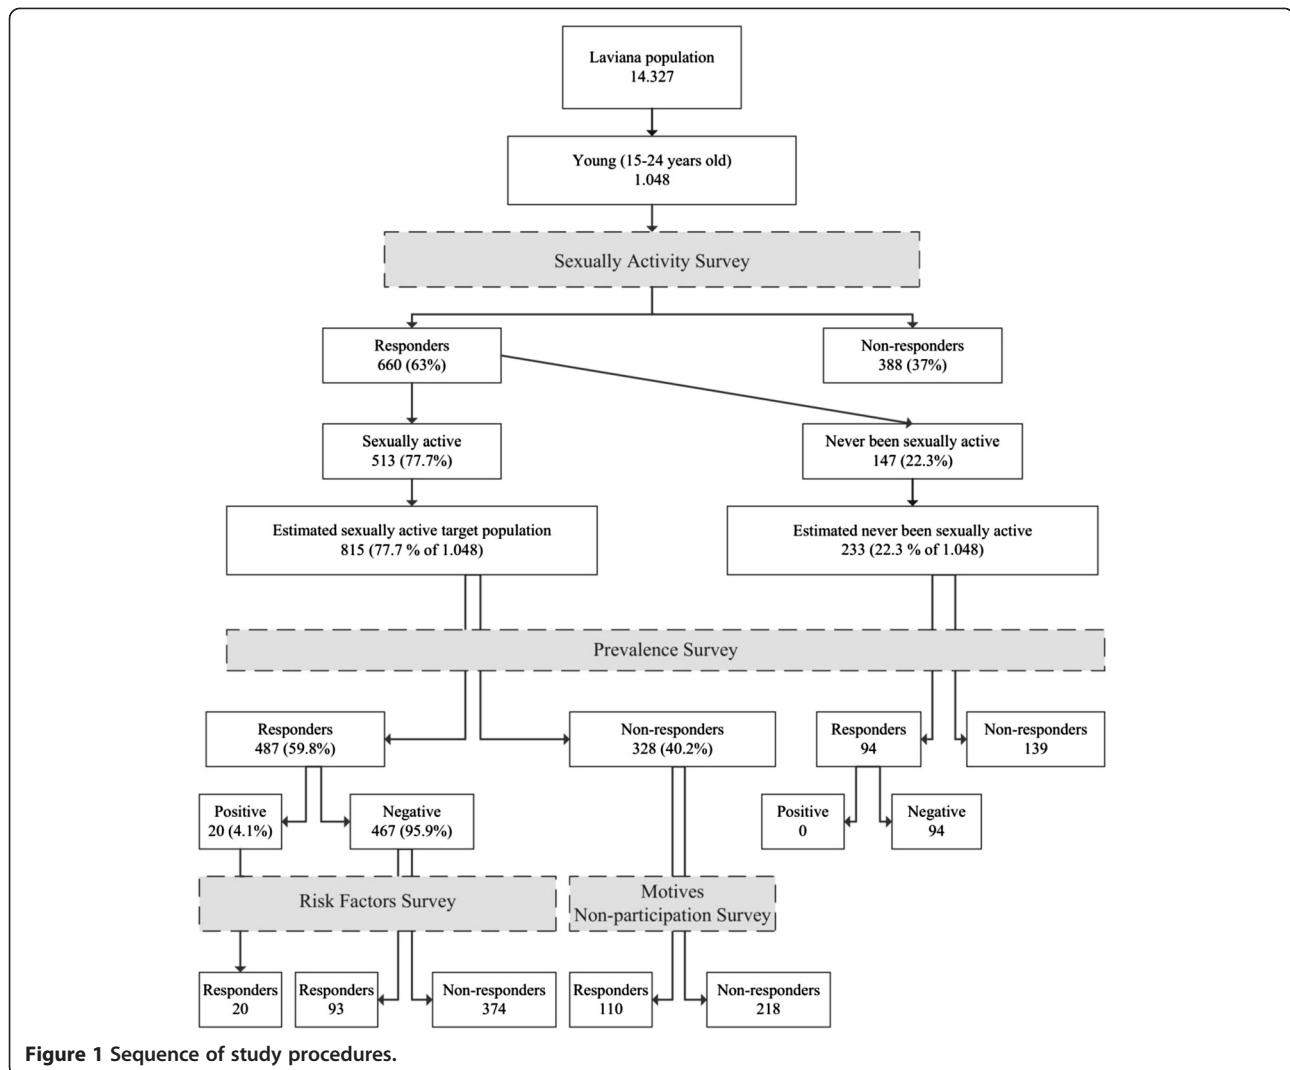 Laviana population
14.327
Young (15-24 years old)
1.048
Sexually Activity Survey
Responders
660 (63%)
Non-responders
388 (37%)
Sexually active
513 (77.7%)
Never been sexually active
147 (22.3%)
Estimated sexually active target population
815 (77.7 % of 1.048)
Estimated never been sexually active
233 (22.3 % of 1.048)
Prevalence Survey
Responders
487 (59.8%)
Non-responders
328 (40.2%)
Responders
94
Non-responders
139
Positive
20 (4.1%)
Negative
467 (95.9%)
Positive
0
Negative
94
Risk Factors Survey
Motives
Non-participation Survey
Responders
20
Responders
93
Non-responders
374
Responders
110
Non-responders
218
Figure 1 Sequence of study procedures.